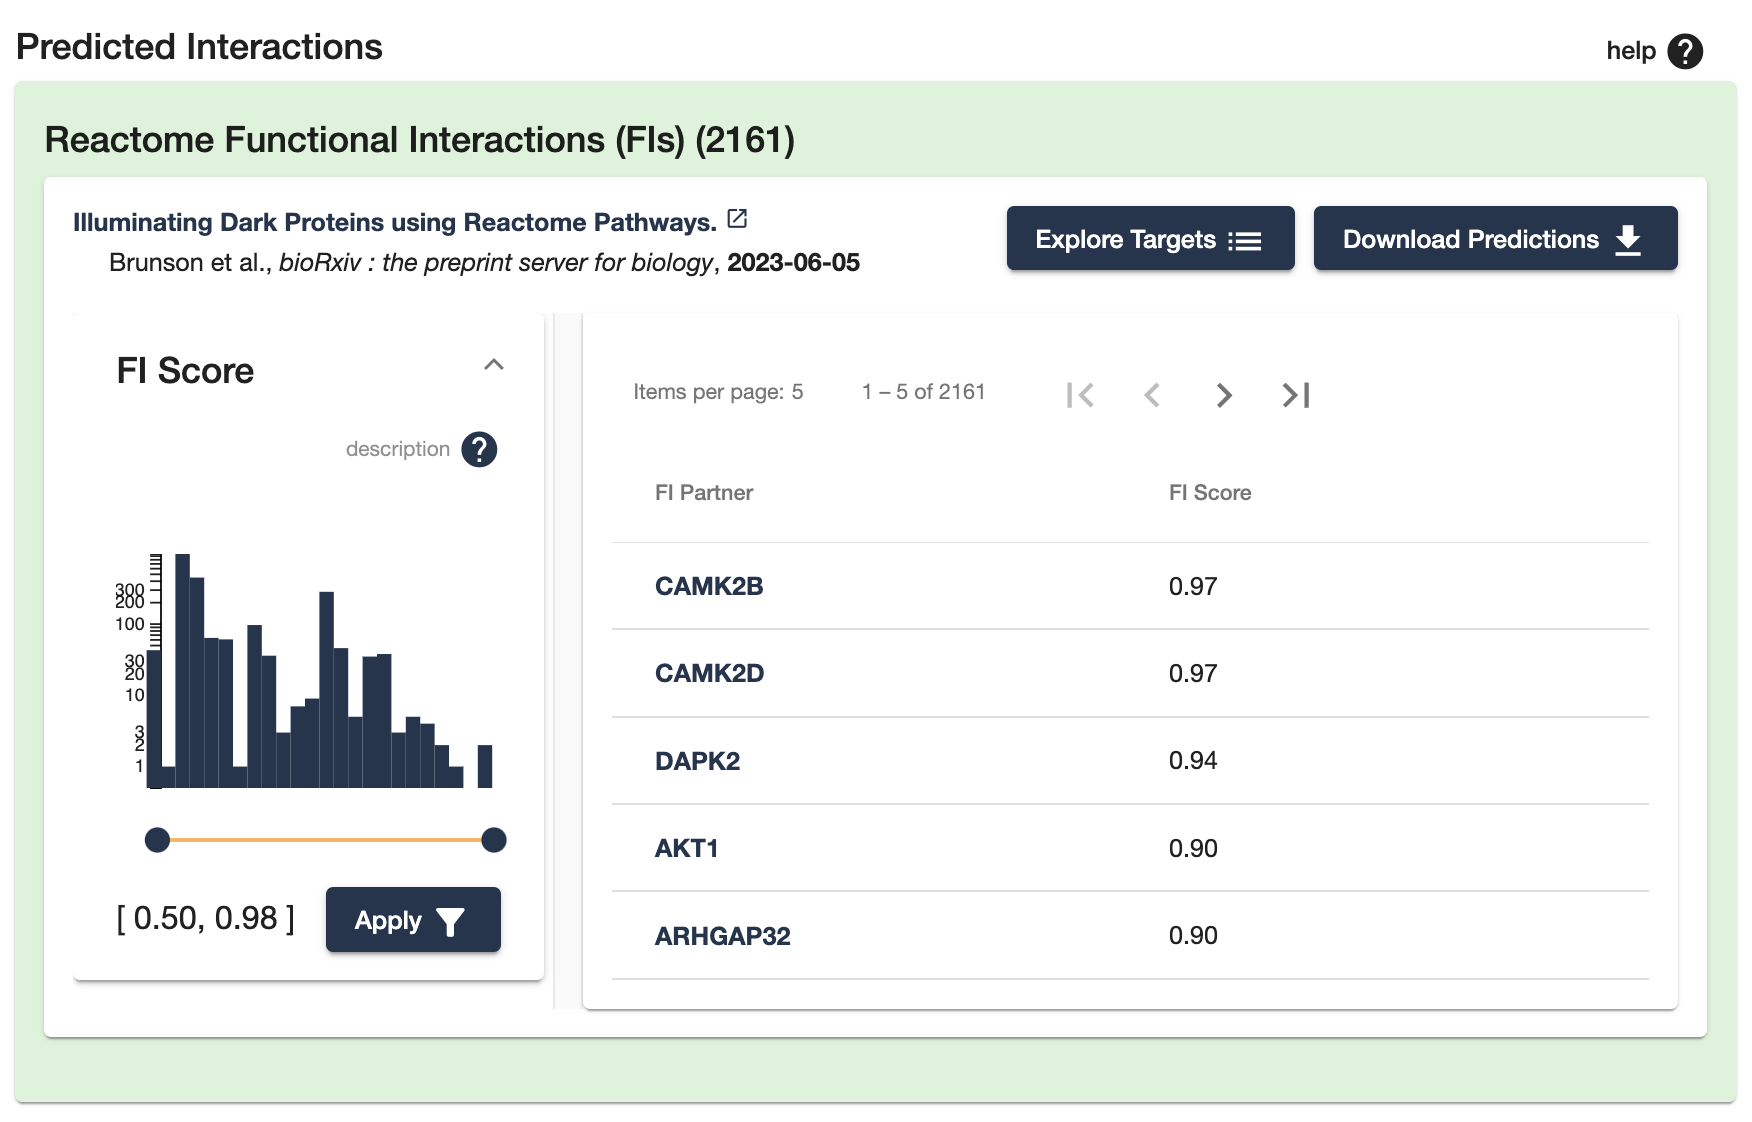 Predicted Interactions
help ?
Reactome Functional Interactions (FIs) (2161)
Illuminating Dark Proteins using Reactome Pathways.
Brunson et al., bioRxiv : the preprint server for biology, 2023-06-05
Explore Targets
Download Predictions
FI Score
description ?
300
200
100
30
20
10
3
2
1
[ 0.50, 0.98 ]
Apply
Items per page: 5
1 – 5 of 2161
FI Partner FI Score
CAMK2B 0.97
CAMK2D 0.97
DAPK2 0.94
AKT1 0.90
ARHGAP32 0.90